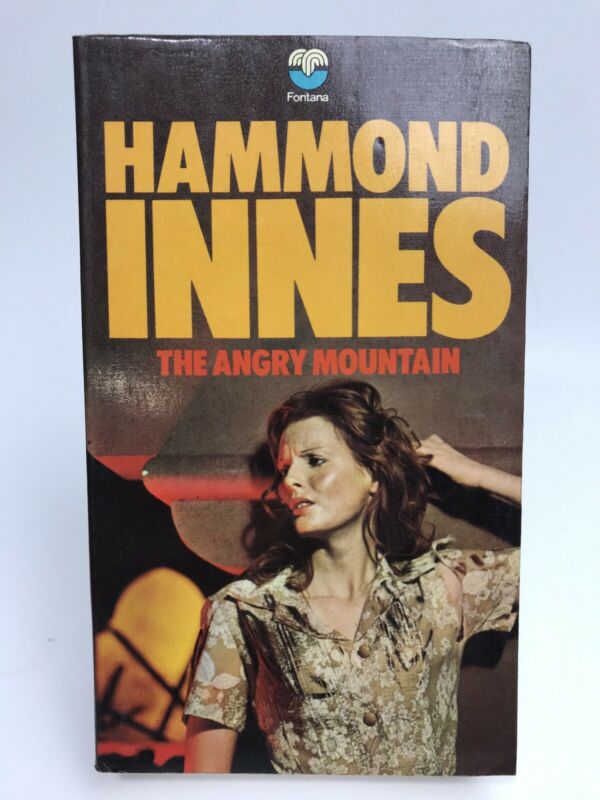 Fontana
HAMMOND
INNES
THE ANGRY MOUNTAIN